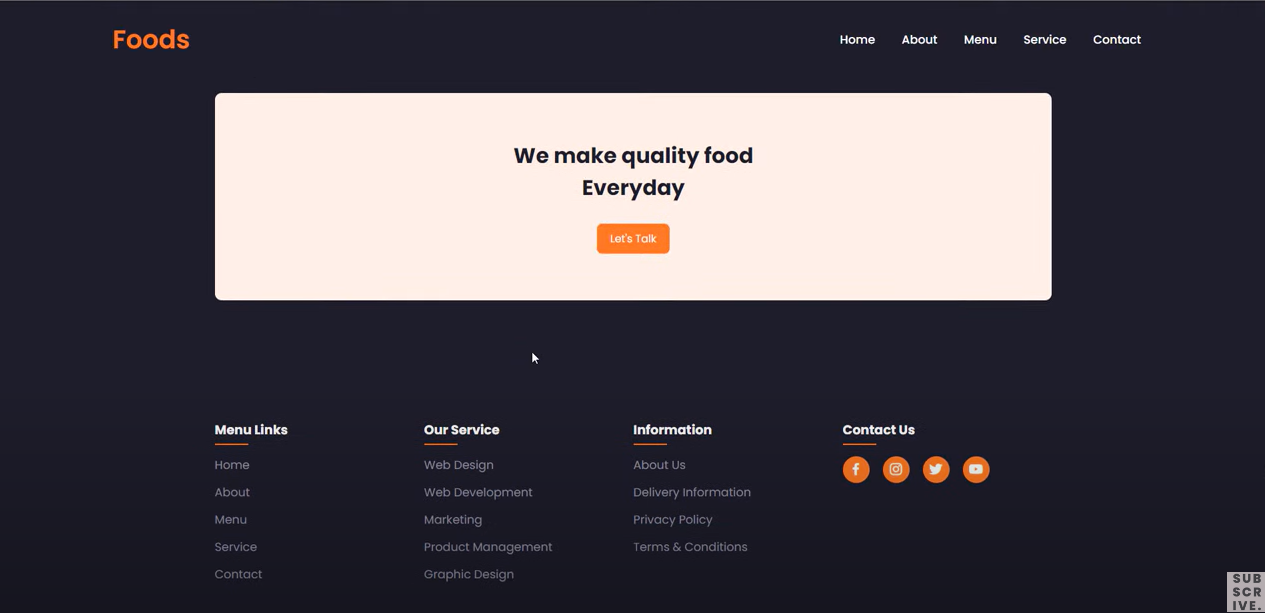 Foods
Home About Menu Service Contact
We make quality food
Everyday
Let's Talk
Menu Links
Home
About
Menu
Service
Contact
Our Service
Web Design
Web Development
Marketing
Product Management
Graphic Design
Information
About Us
Delivery Information
Privacy Policy
Terms & Conditions
Contact Us
SUB
SCR
IVE.